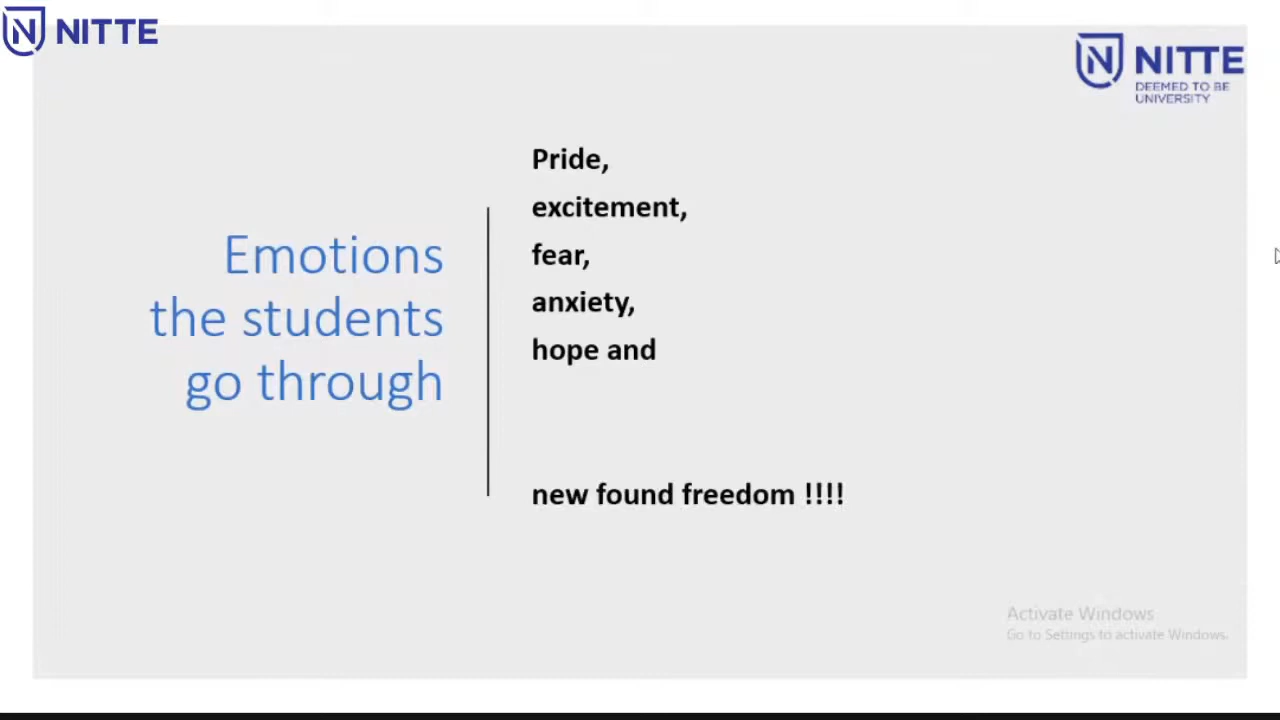 NITTE
NITTE
DEEMED TO BE
UNIVERSITY
Emotions
the students
go through
Pride,
excitement,
fear,
anxiety,
hope and
new found freedom !!!!
Activate Windows
Go to Settings to activate Windows.